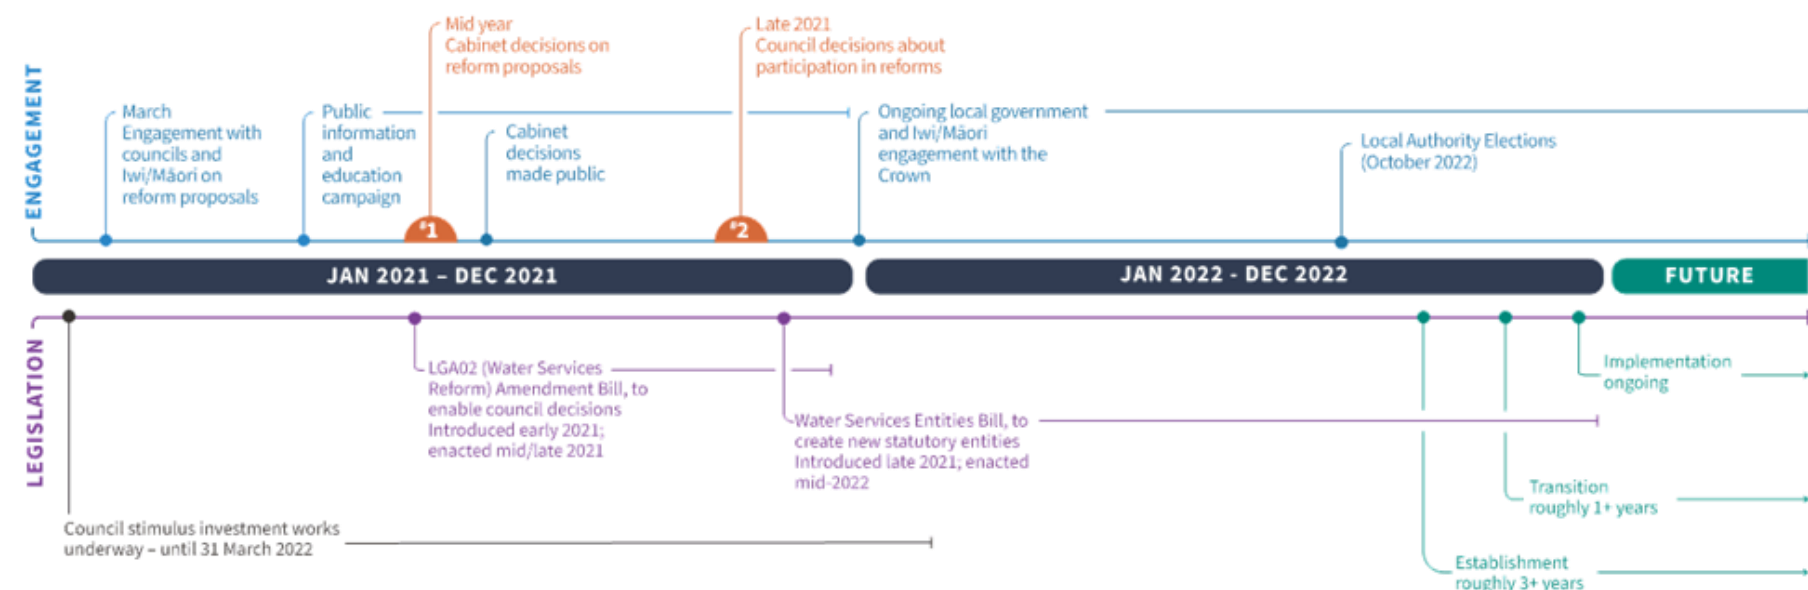 ENGAGEMENT
Mid year
Cabinet decisions on
reform proposals
Late 2021
Council decisions about
participation in reforms
March
Engagement with
councils and
Iwi/Māori on
reform proposals
Public
information
and
education
campaign
Cabinet
decisions
made public
Ongoing local government
and Iwi/Māori
engagement with the
Crown
Local Authority Elections
(October 2022)
#1
#2
JAN 2021 – DEC 2021
JAN 2022 - DEC 2022
FUTURE
LEGISLATION
LGA02 (Water Services
Reform) Amendment Bill, to
enable council decisions
Introduced early 2021;
enacted mid/late 2021
Water Services Entities Bill, to
create new statutory entities
Introduced late 2021; enacted
mid-2022
Implementation
ongoing
Transition
roughly 1+ years
Establishment
roughly 3+ years
Council stimulus investment works
underway – until 31 March 2022